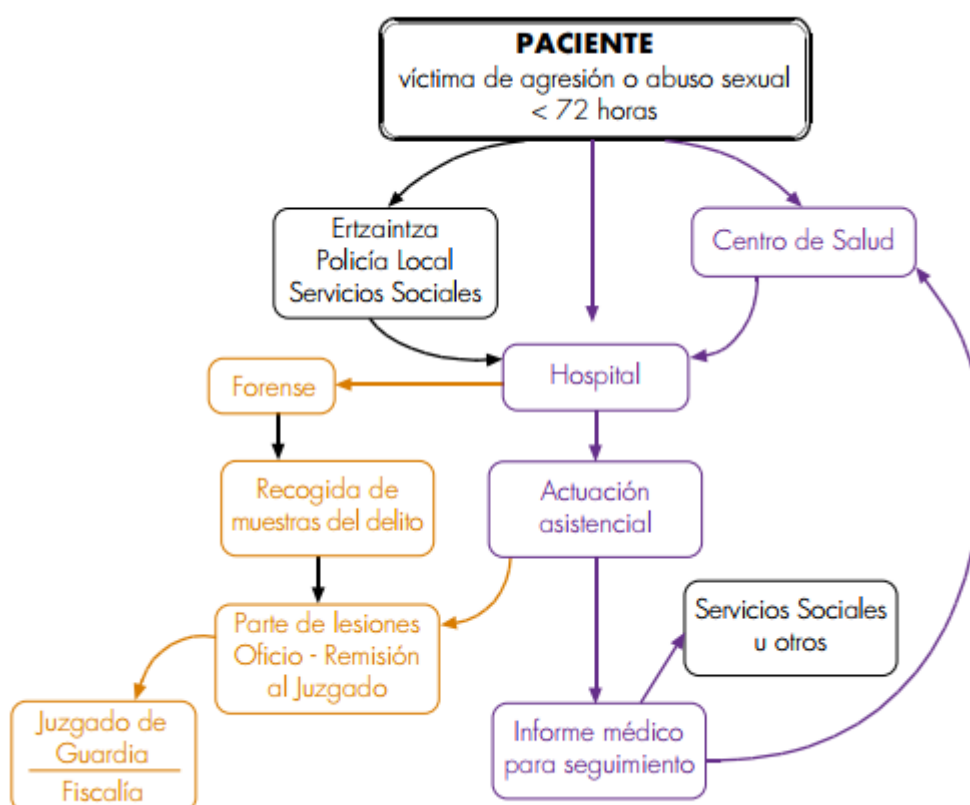 PACIENTE
víctima de agresión o abuso sexual
< 72 horas
Ertzaintza
Policía Local
Servicios Sociales
Centro de Salud
Hospital
Forense
Recogida de
muestras del delito
Actuación
asistencial
Parte de lesiones
Oficio - Remisión
al Juzgado
Servicios Sociales
u otros
Juzgado de
Guardia
Fiscalía
Informe médico
para seguimiento